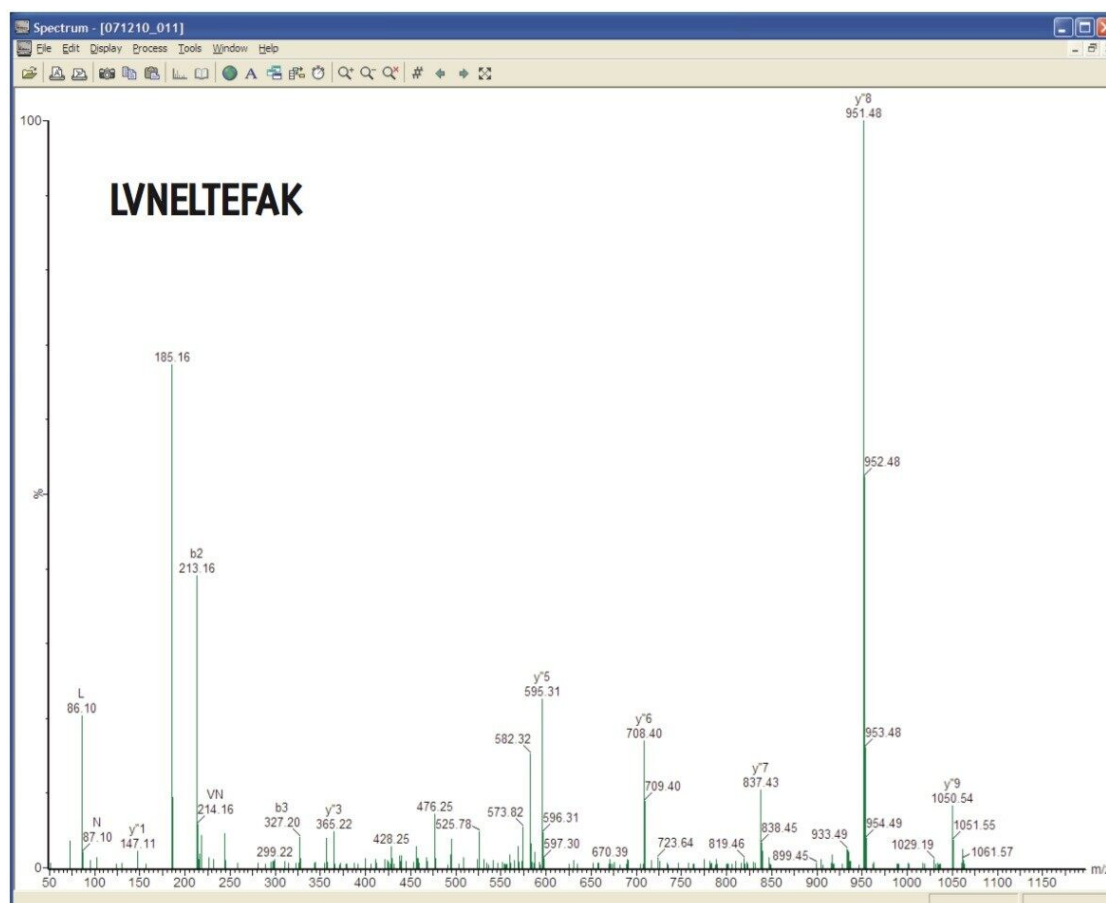 Spectrum - [071210_011]
File Edit Display Process Tools Window Help
A
#
100
%
0
LVNELTEFAK
y"8
951.48
185.16
952.48
b2
213.16
L
86.10
y"5
595.31
y"6
708.40
582.32
953.48
VN
214.16
y"7
837.43
y"9
1050.54
N
87.10
y"1
147.11
b3
327.20
y"3
365.22
476.25
525.78
573.82
596.31
709.40
838.45
933.49
954.49
1051.55
299.22
428.25
597.30
670.39
723.64
819.46
899.45
1029.19
1061.57
50 100 150 200 250 300 350 400 450 500 550 600 650 700 750 800 850 900 950 1000 1050 1100 1150